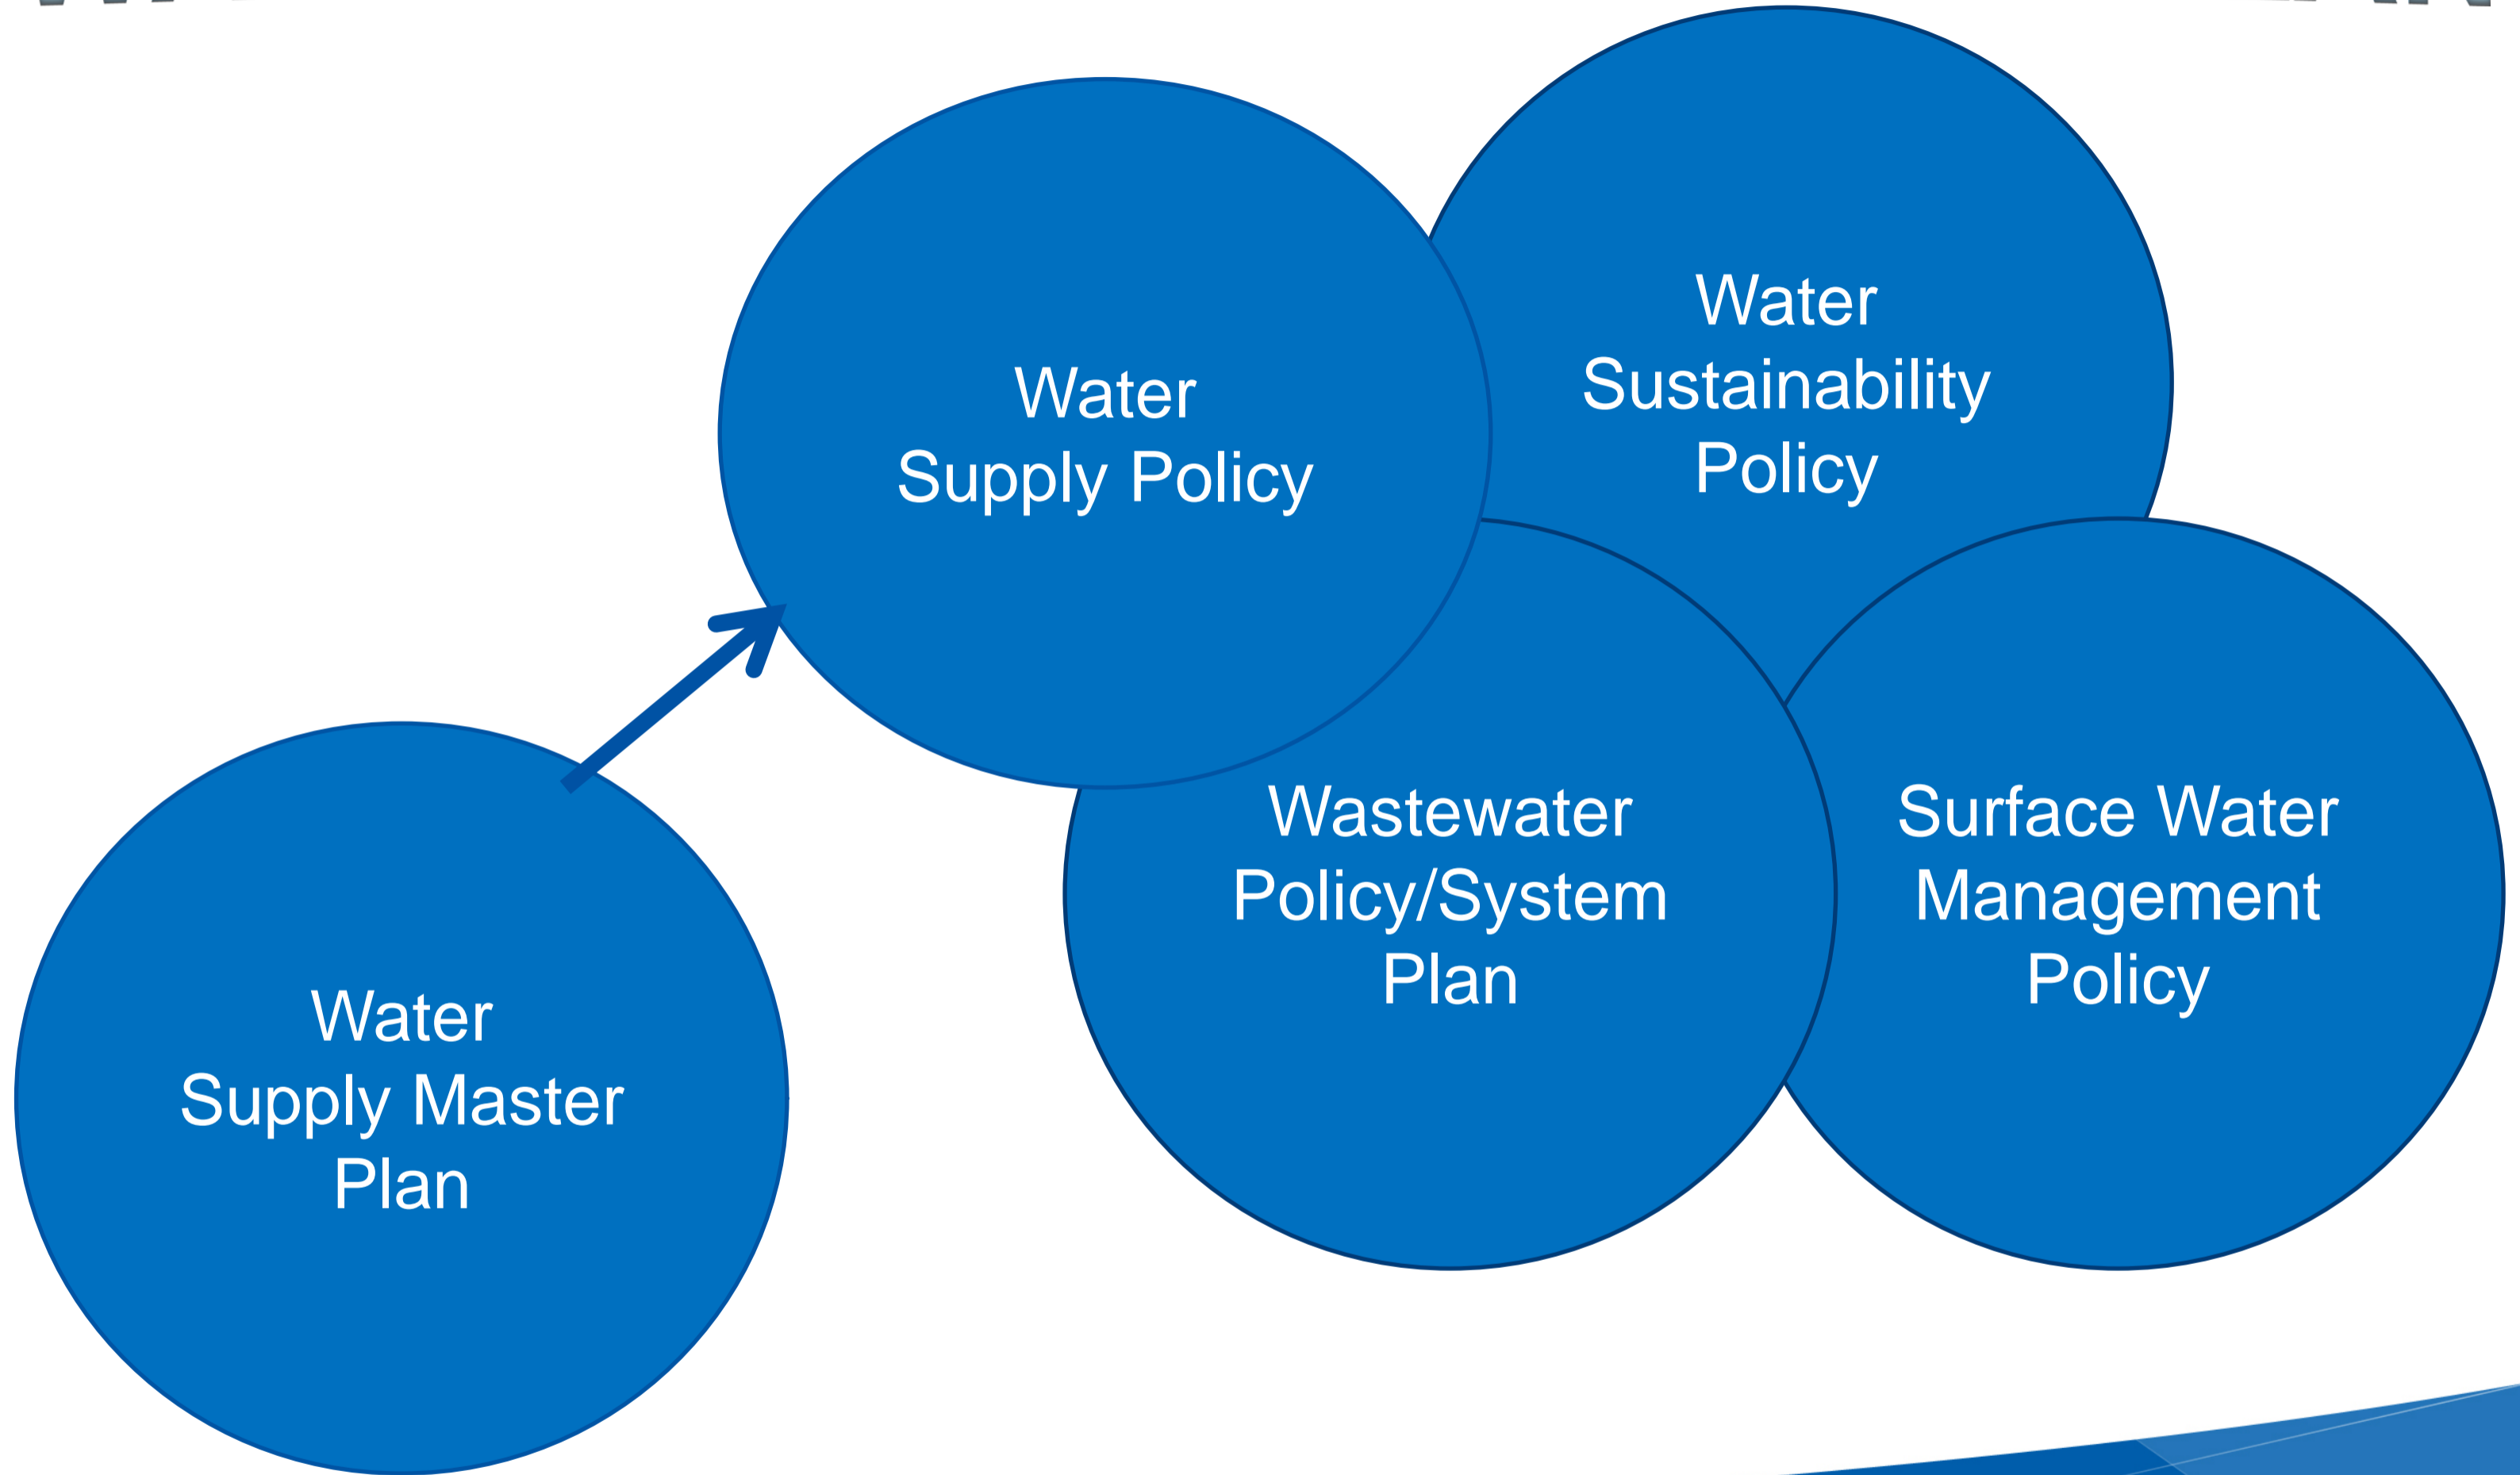 Water
Supply Policy
Water
Sustainability
Policy
Wastewater
Policy/System
Plan
Surface Water
Management
Policy
Water
Supply Master
Plan